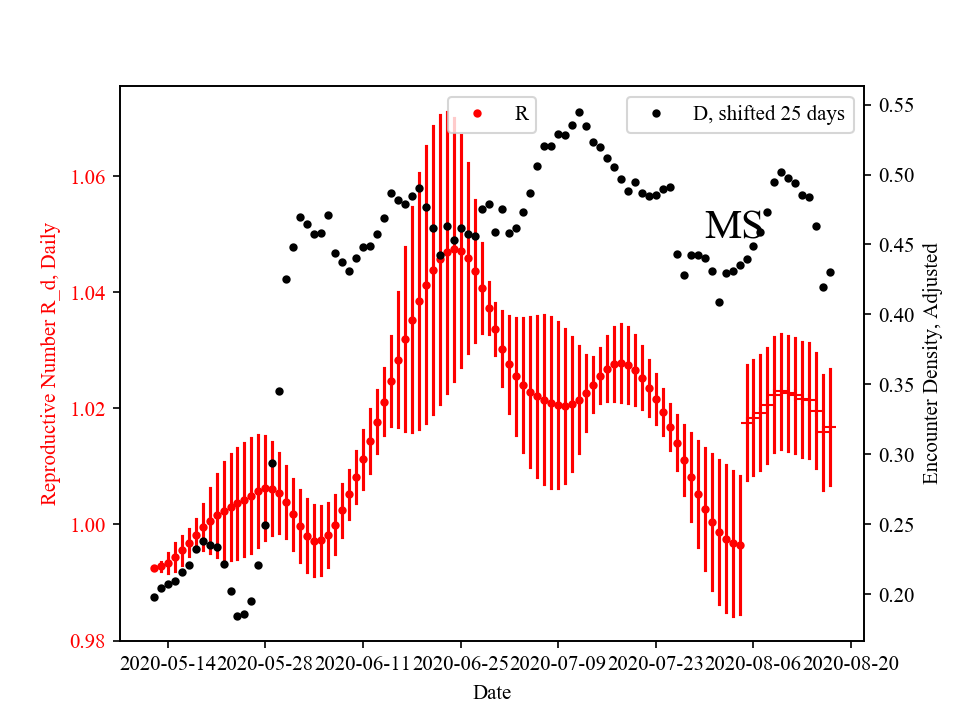 R
D, shifted 25 days
MS
Reproductive Number R_d, Daily
1.06
1.04
1.02
1.00
0.98
0.55
0.50
0.45
0.40
0.35
0.30
0.25
0.20
Encounter Density, Adjusted
2020-05-14 2020-05-28 2020-06-11 2020-06-25 2020-07-09 2020-07-23 2020-08-06 2020-08-20
Date